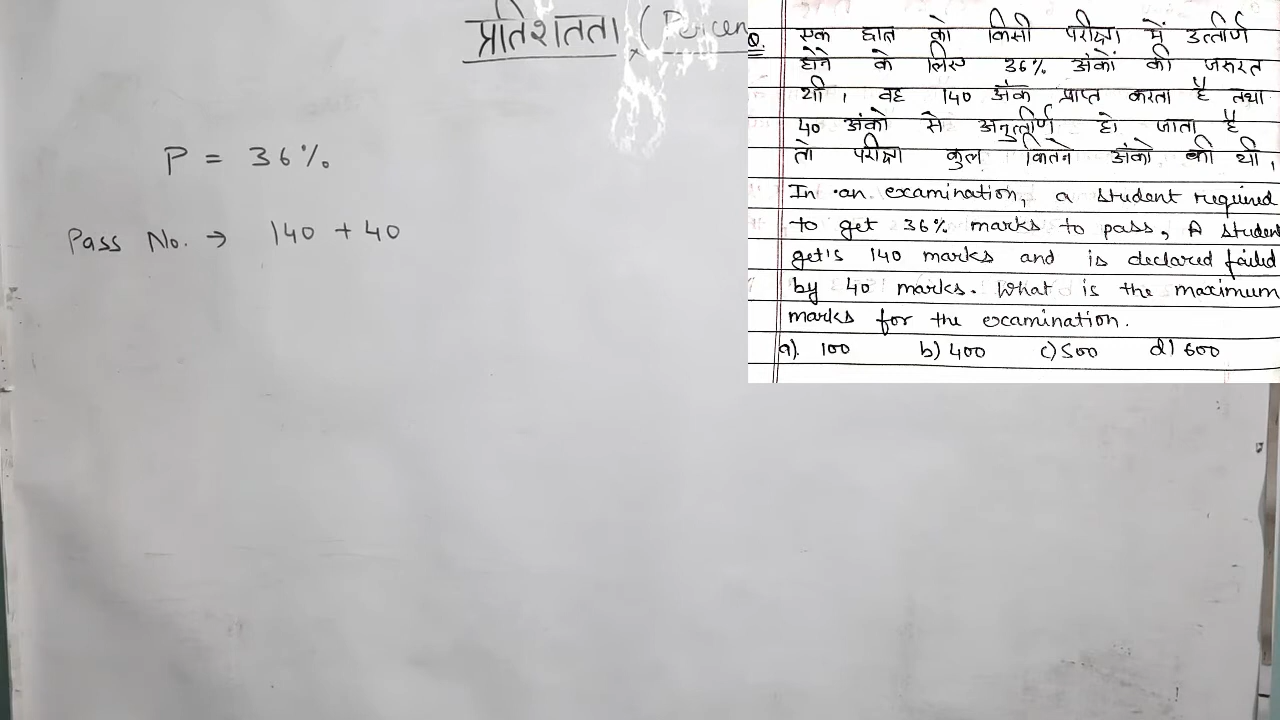 प्रतिशतता (Percen
P = 36%
Pass No. → 140 + 40
Q. एक छात्र को किसी परीक्षा में उत्तीर्ण
होने के लिए 36% अंकों की जरूरत
थी, वह 140 अंक प्राप्त करता है तथा
40 अंको से अनुत्तीर्ण हो जाता है
तो परीक्षा कुल कितने अंको की थी,
In an examination, a student required
to get 36% marks to pass, A student
get's 140 marks and is declared failed
by 40 marks. What is the maximum
marks for the examination.
a). 100 b) 400 c) 500 d) 600